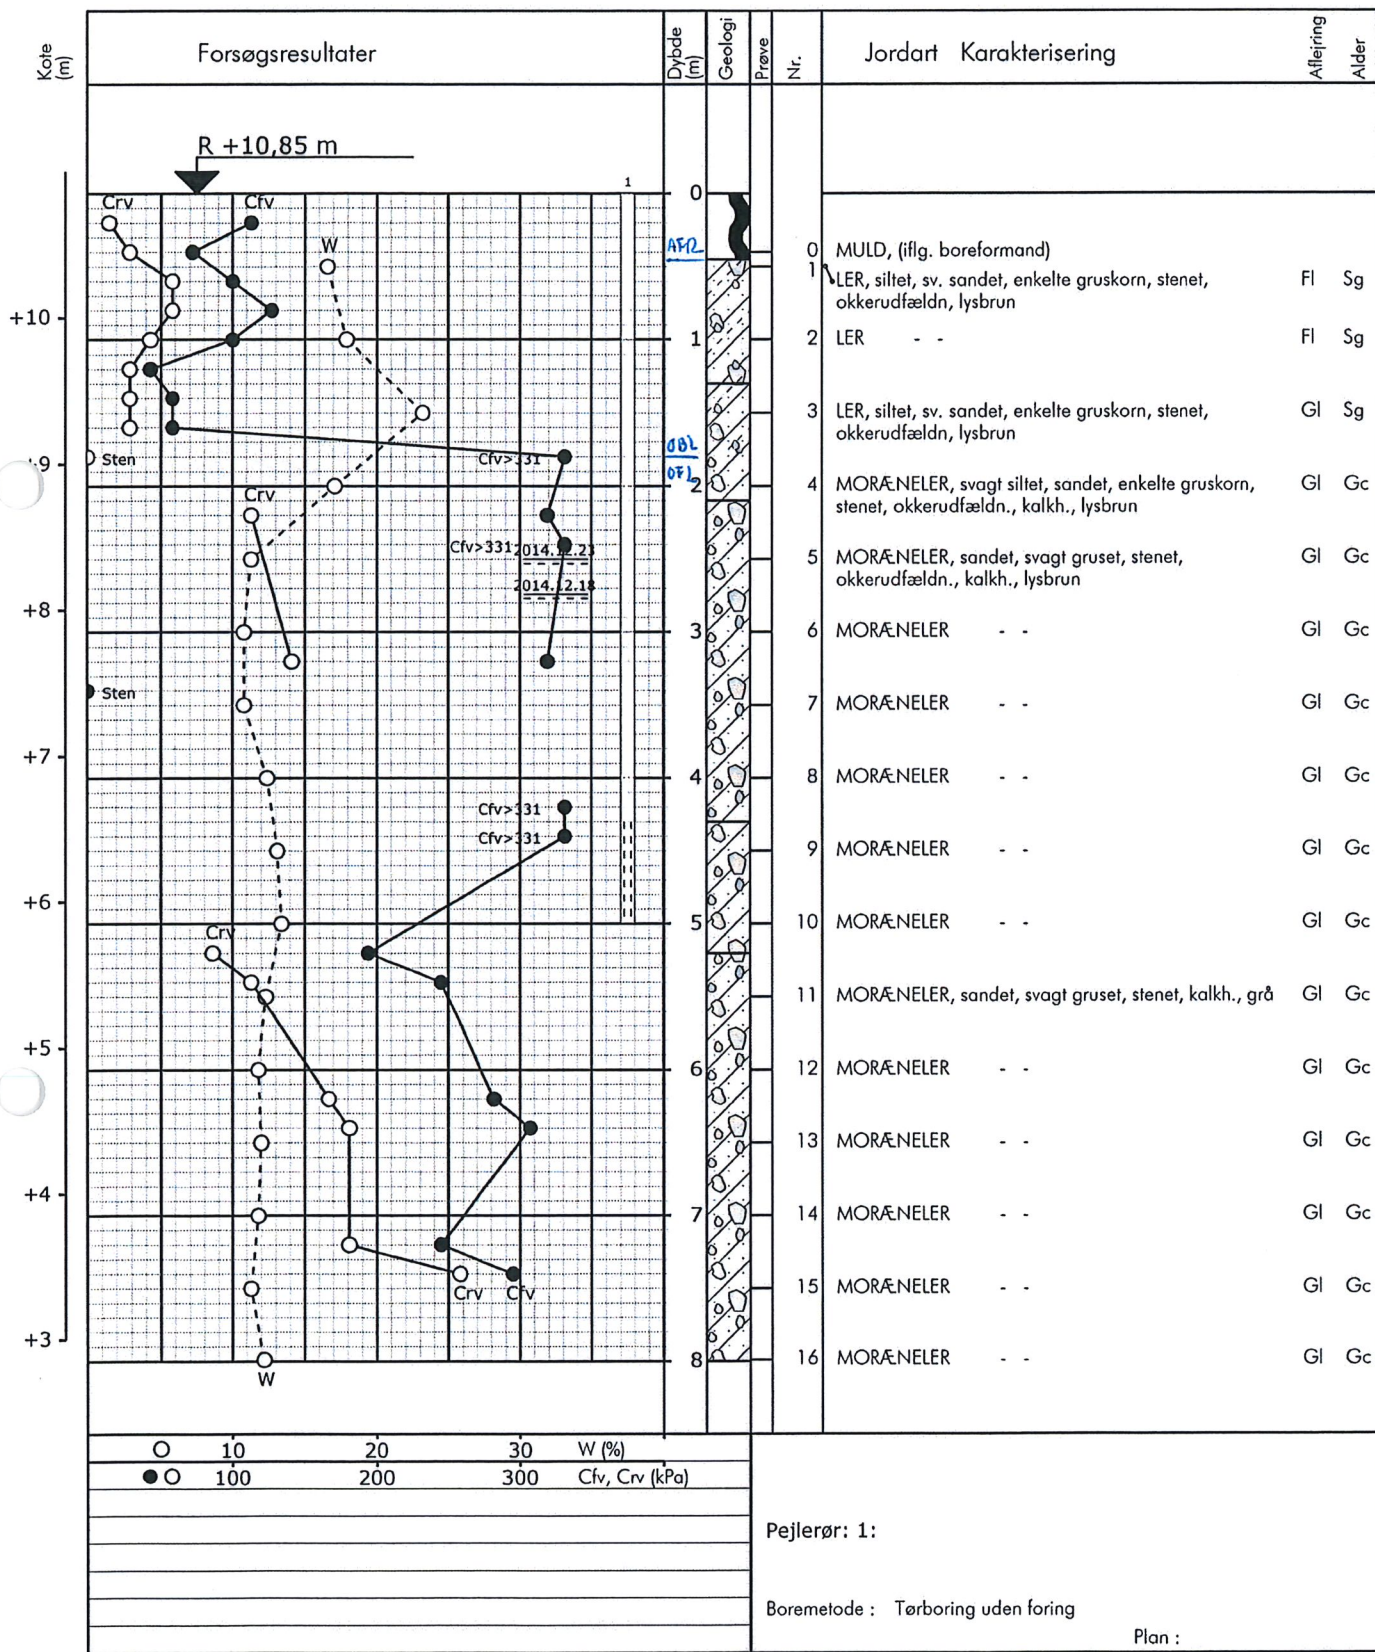 Kote (m)
Forsøgsresultater
Dybde (m)
Geologi
Prøve
Nr.
Jordart Karakterisering
Aflejring
Alder
R +10,85 m
1
0
Crv
Cfv
W
AFR
0 MULD, (iflg. boreformand)
1 LER, siltet, sv. sandet, enkelte gruskorn, stenet, Fl Sg
okkerudfældn, lysbrun
+10
1
2 LER - - Fl Sg
3 LER, siltet, sv. sandet, enkelte gruskorn, stenet, Gl Sg
okkerudfældn, lysbrun
OBL
+9
Sten
Cfv>331
OFL
2
Crv
4 MORÆNELER, svagt siltet, sandet, enkelte gruskorn, Gl Gc
stenet, okkerudfældn., kalkh., lysbrun
Cfv>331
2014.12.23
5 MORÆNELER, sandet, svagt gruset, stenet, Gl Gc
okkerudfældn., kalkh., lysbrun
2014.12.18
+8
3
6 MORÆNELER - - Gl Gc
Sten
7 MORÆNELER - - Gl Gc
+7
4
8 MORÆNELER - - Gl Gc
Cfv>331
Cfv>331
9 MORÆNELER - - Gl Gc
+6
5
10 MORÆNELER - - Gl Gc
Crv
11 MORÆNELER, sandet, svagt gruset, stenet, kalkh., grå Gl Gc
+5
6
12 MORÆNELER - - Gl Gc
13 MORÆNELER - - Gl Gc
+4
7
14 MORÆNELER - - Gl Gc
Crv
Cfv
15 MORÆNELER - - Gl Gc
+3
8
16 MORÆNELER - - Gl Gc
W
10 20 30 W (%)
100 200 300 Cfv, Crv (kPa)
Pejlerør: 1:
Boremetode : Tørboring uden foring
Plan :